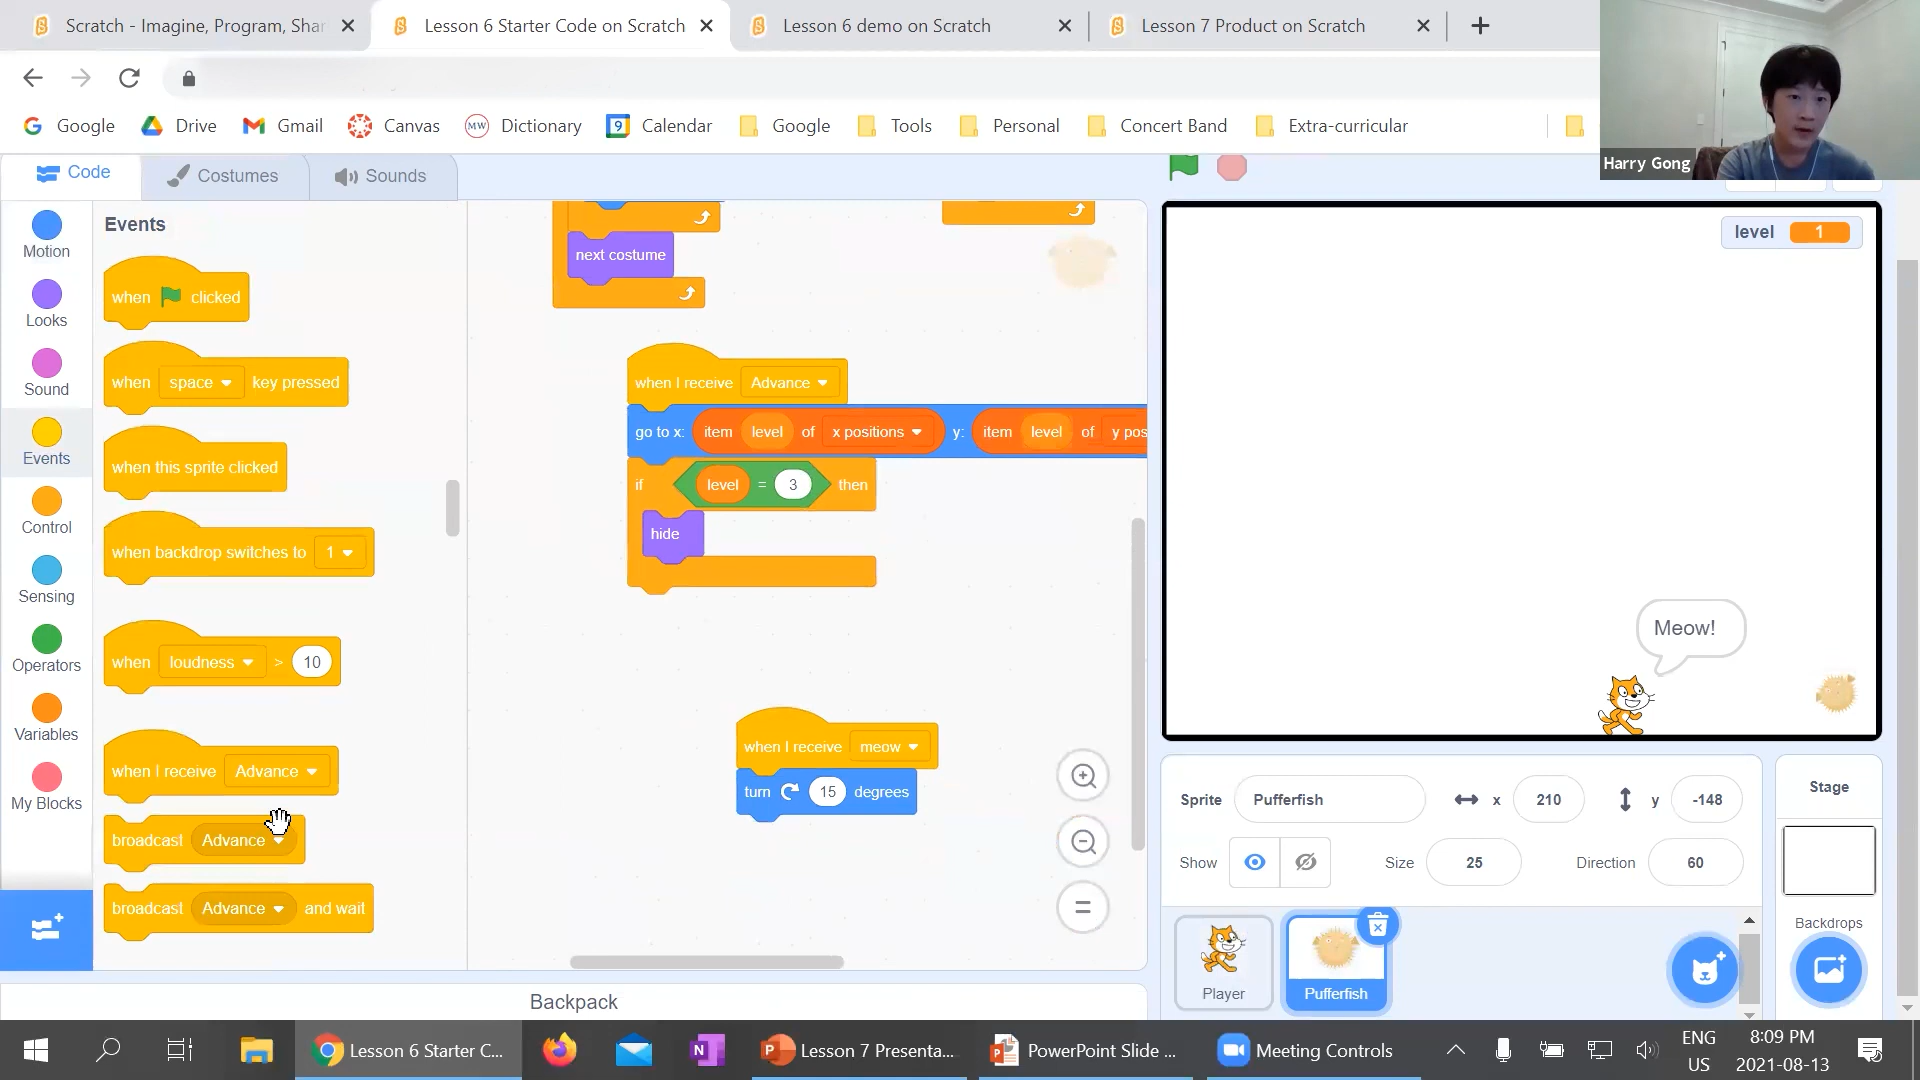 Scratch - Imagine, Program, Shar
Lesson 6 Starter Code on Scratch
Lesson 6 demo on Scratch
Lesson 7 Product on Scratch
Google
Drive
Gmail
Canvas
MW
Dictionary
9
Calendar
Google
Tools
Personal
Concert Band
Extra-curricular
Harry Gong
Code
Costumes
Sounds
Motion
Looks
Sound
Events
Control
Sensing
Operators
Variables
My Blocks
Events
when clicked
when space key pressed
when this sprite clicked
when backdrop switches to 1
when loudness > 10
when I receive Advance
broadcast Advance
broadcast Advance and wait
next costume
when I receive Advance
go to x: item level of x positions y: item level of y pos
if level = 3 then
hide
when I receive meow
turn 15 degrees
level 1
Meow!
Sprite Pufferfish x 210 y -148
Show Size 25 Direction 60
Player
Pufferfish
Stage
Backdrops
Backpack
Lesson 6 Starter C...
Lesson 7 Presenta...
PowerPoint Slide ...
Meeting Controls
ENG
US
8:09 PM
2021-08-13